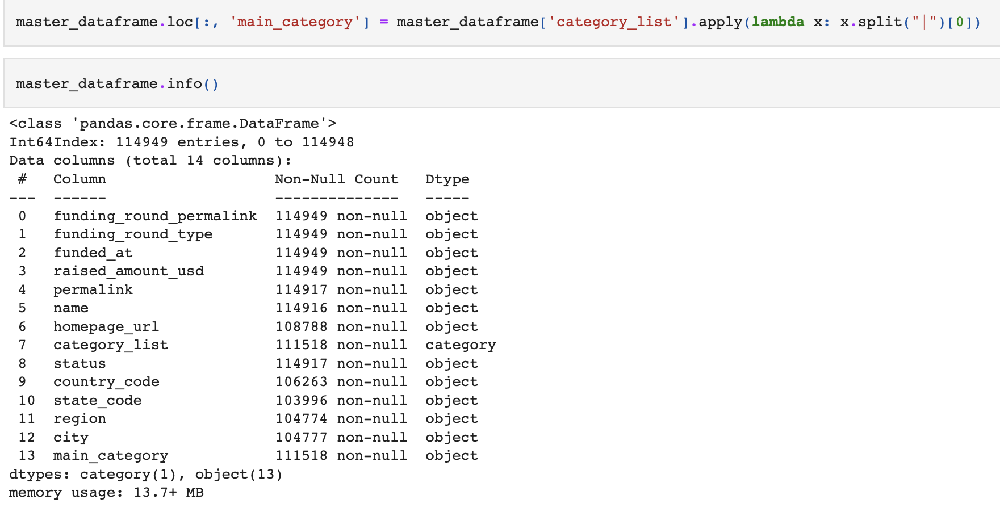 master_dataframe.loc[:, 'main_category'] = master_dataframe['category_list'].apply(lambda x: x.split("|")[0])
master_dataframe.info()
<class 'pandas.core.frame.DataFrame'>
Int64Index: 114949 entries, 0 to 114948
Data columns (total 14 columns):
 #   Column                   Non-Null Count   Dtype
---  ------                   --------------   -----
 0   funding_round_permalink  114949 non-null  object
 1   funding_round_type       114949 non-null  object
 2   funded_at                114949 non-null  object
 3   raised_amount_usd        114949 non-null  object
 4   permalink                114917 non-null  object
 5   name                     114916 non-null  object
 6   homepage_url             108788 non-null  object
 7   category_list            111518 non-null  category
 8   status                   114917 non-null  object
 9   country_code             106263 non-null  object
 10  state_code               103996 non-null  object
 11  region                   104774 non-null  object
 12  city                     104777 non-null  object
 13  main_category            111518 non-null  object
dtypes: category(1), object(13)
memory usage: 13.7+ MB